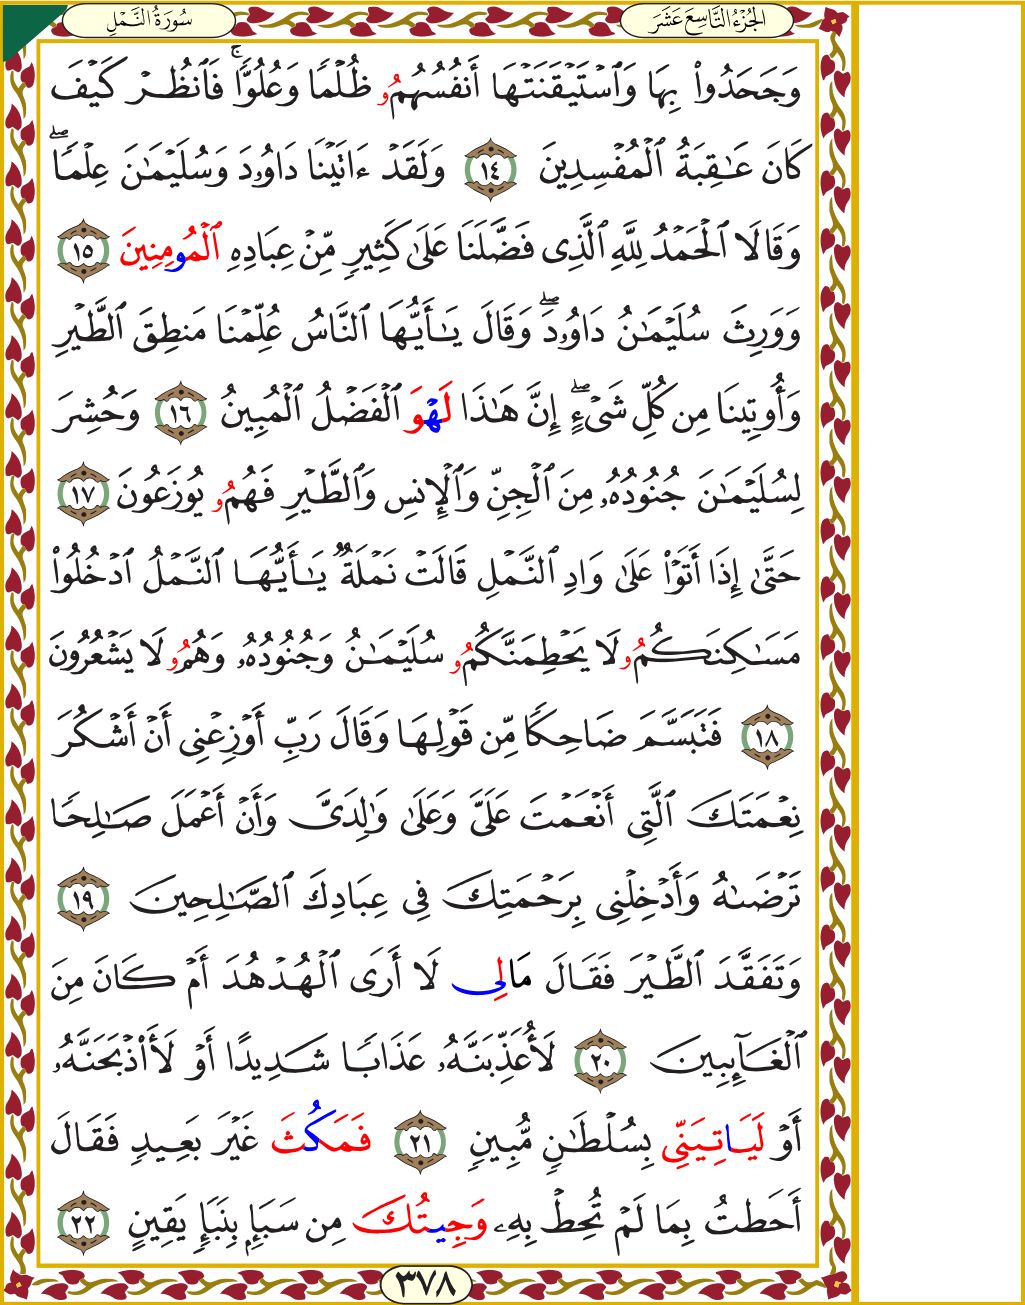 الجُزْءُ التَّاسِعَ عَشَرَ
سُورَةُ النَّمْلِ
وَجَحَدُواْ بِهَا وَٱسۡتَيۡقَنَتۡهَا أَنفُسُهُمُۥ ظُلۡمٗا وَعُلُوّٗاۚ فَٱنظُرۡ كَيۡفَ
كَانَ عَٰقِبَةُ ٱلۡمُفۡسِدِينَ ١٤ وَلَقَدۡ ءَاتَيۡنَا دَاوُۥدَ وَسُلَيۡمَٰنَ عِلۡمٗاۖ
وَقَالَا ٱلۡحَمۡدُ لِلَّهِ ٱلَّذِي فَضَّلَنَا عَلَىٰ كَثِيرٖ مِّنۡ عِبَادِهِ ٱلۡمُومِنِينَ ١٥
وَوَرِثَ سُلَيۡمَٰنُ دَاوُۥدَۖ وَقَالَ يَٰأَيُّهَا ٱلنَّاسُ عُلِّمۡنَا مَنطِقَ ٱلطَّيۡرِ
وَأُوتِينَا مِن كُلِّ شَيۡءٍۖ إِنَّ هَٰذَا لَهۡوَ ٱلۡفَضۡلُ ٱلۡمُبِينُ ١٦ وَحُشِرَ
لِسُلَيۡمَٰنَ جُنُودُهُۥ مِنَ ٱلۡجِنِّ وَٱلۡإِنسِ وَٱلطَّيۡرِ فَهُمُۥ يُوزَعُونَ ١٧
حَتَّىٰ إِذَا أَتَوۡاْ عَلَىٰ وَادِ ٱلنَّمۡلِ قَالَتۡ نَمۡلَةٞ يَٰأَيُّهَا ٱلنَّمۡلُ ٱدۡخُلُواْ
مَسَٰكِنَكُمُۥ لَا يَحۡطِمَنَّكُمُۥ سُلَيۡمَٰنُ وَجُنُودُهُۥ وَهُمُۥ لَا يَشۡعُرُونَ
١٨ فَتَبَسَّمَ ضَاحِكٗا مِّن قَوۡلِهَا وَقَالَ رَبِّ أَوۡزِعۡنِي أَنۡ أَشۡكُرَ
نِعۡمَتَكَ ٱلَّتِي أَنۡعَمۡتَ عَلَيَّ وَعَلَىٰ وَٰلِدَيَّ وَأَنۡ أَعۡمَلَ صَٰلِحٗا
تَرۡضَىٰهُ وَأَدۡخِلۡنِي بِرَحۡمَتِكَ فِي عِبَادِكَ ٱلصَّٰلِحِينَ ١٩
وَتَفَقَّدَ ٱلطَّيۡرَ فَقَالَ مَالِي لَا أَرَى ٱلۡهُدۡهُدَ أَمۡ كَانَ مِنَ
ٱلۡغَآئِبِينَ ٢٠ لَأُعَذِّبَنَّهُۥ عَذَابٗا شَدِيدًا أَوۡ لَأَاْذۡبَحَنَّهُۥ
أَوۡ لَيَاتِيَنِّي بِسُلۡطَٰنٖ مُّبِينٖ ٢١ فَمَكُثَ غَيۡرَ بَعِيدٖ فَقَالَ
أَحَطتُ بِمَا لَمۡ تُحِطۡ بِهِۦ وَجِيتُكَ مِن سَبَإِۭ بِنَبَإٖ يَقِينٍ ٢٢
٣٧٨